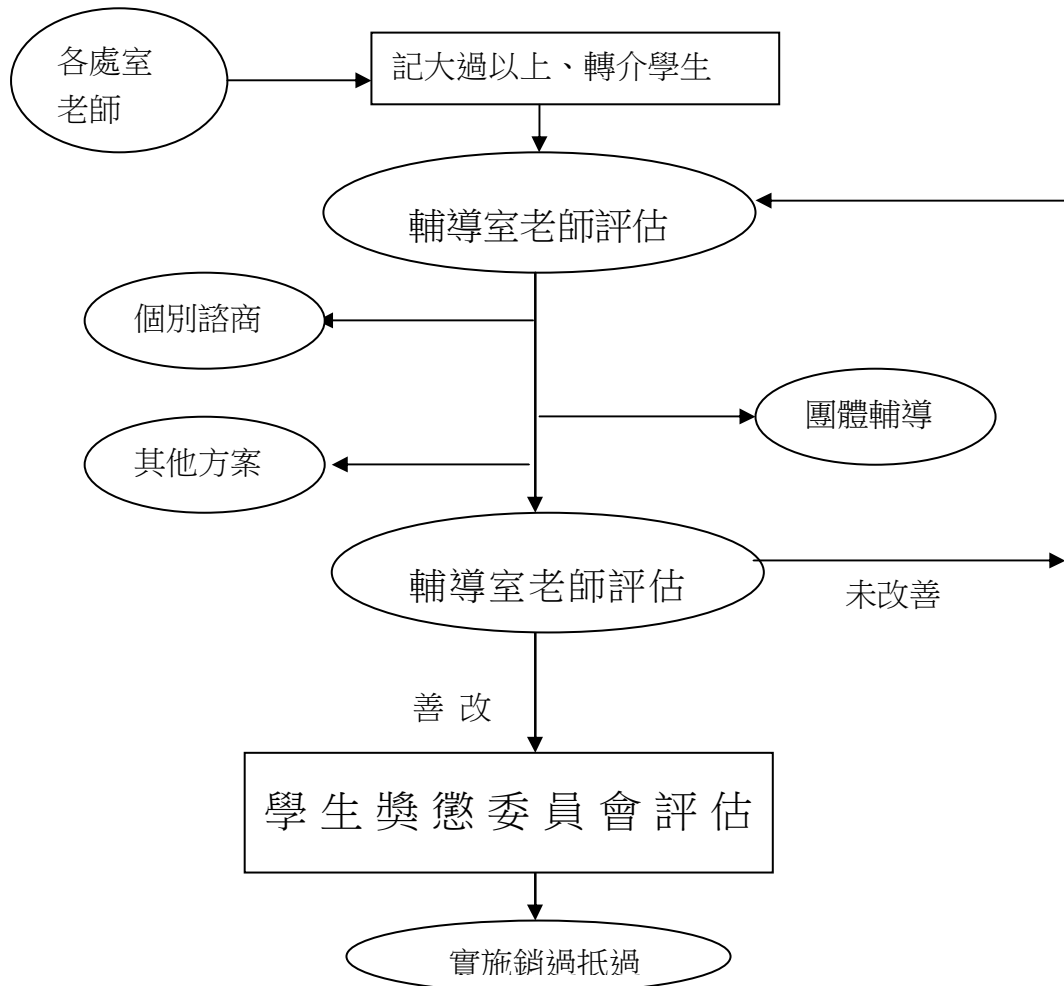 各處室
老師
記大過以上、轉介學生
輔導室老師評估
個別諮商
團體輔導
其他方案
輔導室老師評估
未改善
善 改
學生獎懲委員會評估
實施銷過抵過